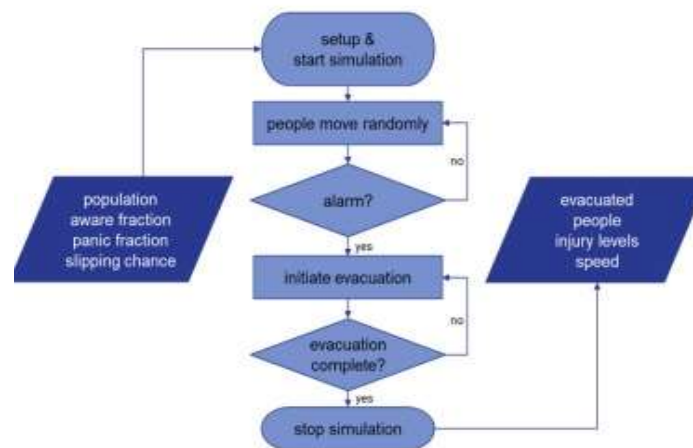 setup &
start simulation
people move randomly
no
population
aware fraction
panic fraction
slipping chance
alarm?
evacuated
people
injury levels
speed
yes
initiate evacuation
no
evacuation
complete?
yes
stop simulation